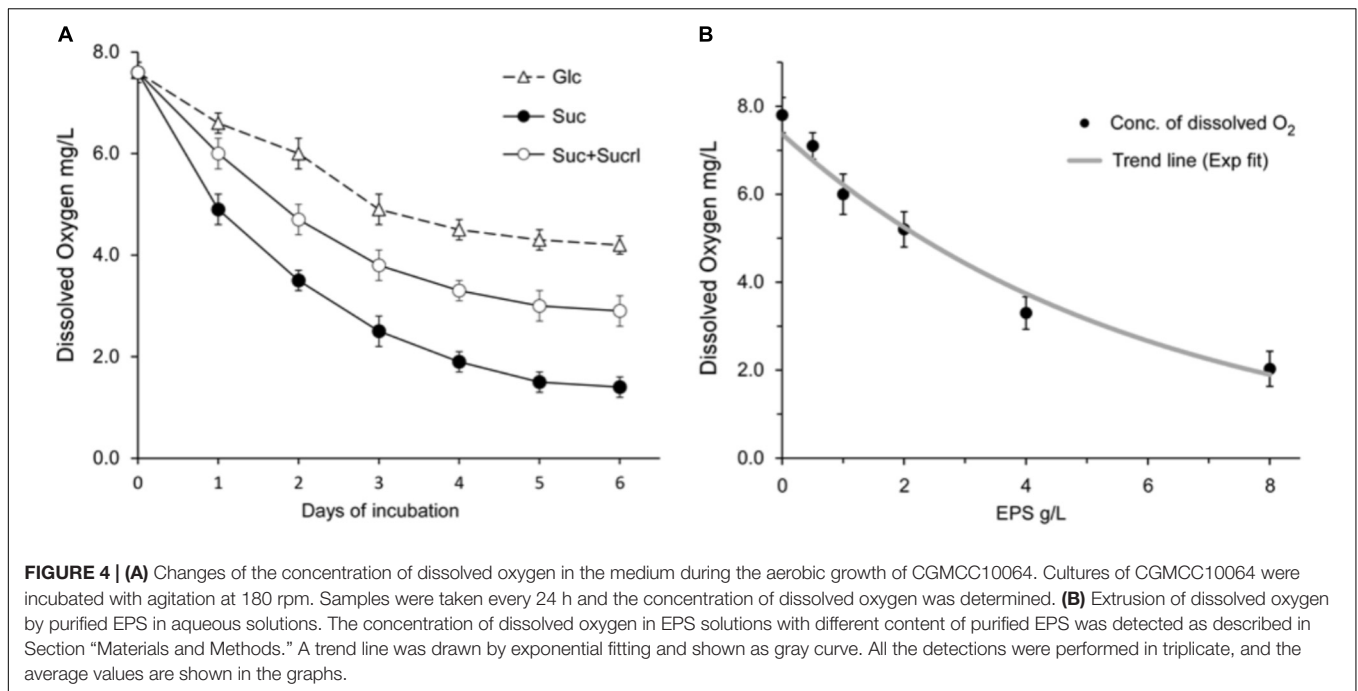 A
8.0
6.0
4.0
2.0
0.0
Dissolved Oxygen mg/L
0
1
2
3
4
5
6
Days of incubation
Glc
Suc
Suc+Sucrl
B
8.0
6.0
4.0
2.0
0.0
Dissolved Oxygen mg/L
0
2
4
6
8
EPS g/L
Conc. of dissolved O2
Trend line (Exp fit)
FIGURE 4 | (A) Changes of the concentration of dissolved oxygen in the medium during the aerobic growth of CGMCC10064. Cultures of CGMCC10064 were
incubated with agitation at 180 rpm. Samples were taken every 24 h and the concentration of dissolved oxygen was determined. (B) Extrusion of dissolved oxygen
by purified EPS in aqueous solutions. The concentration of dissolved oxygen in EPS solutions with different content of purified EPS was detected as described in
Section “Materials and Methods.” A trend line was drawn by exponential fitting and shown as gray curve. All the detections were performed in triplicate, and the
average values are shown in the graphs.